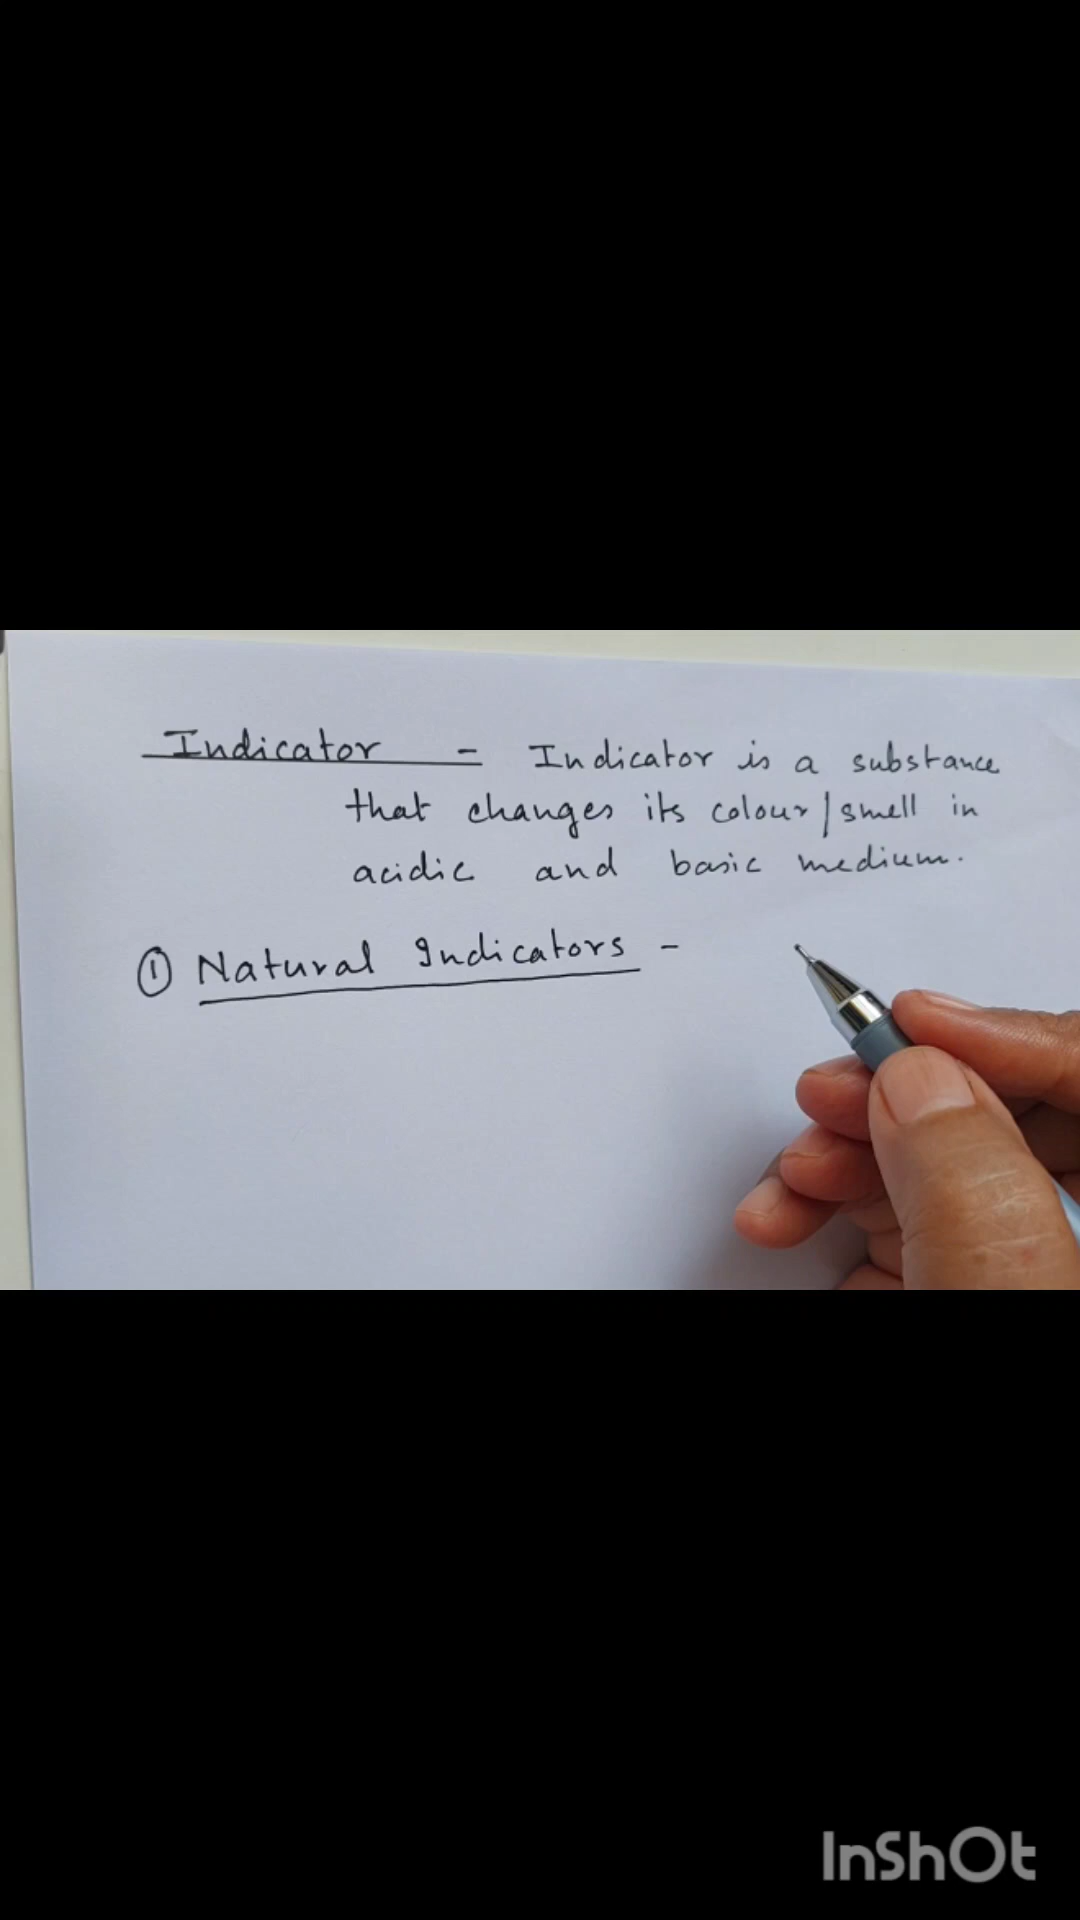 Indicator - Indicator is a substance
that changes its colour/smell in
acidic and basic medium.
① Natural Indicators -
InShOt